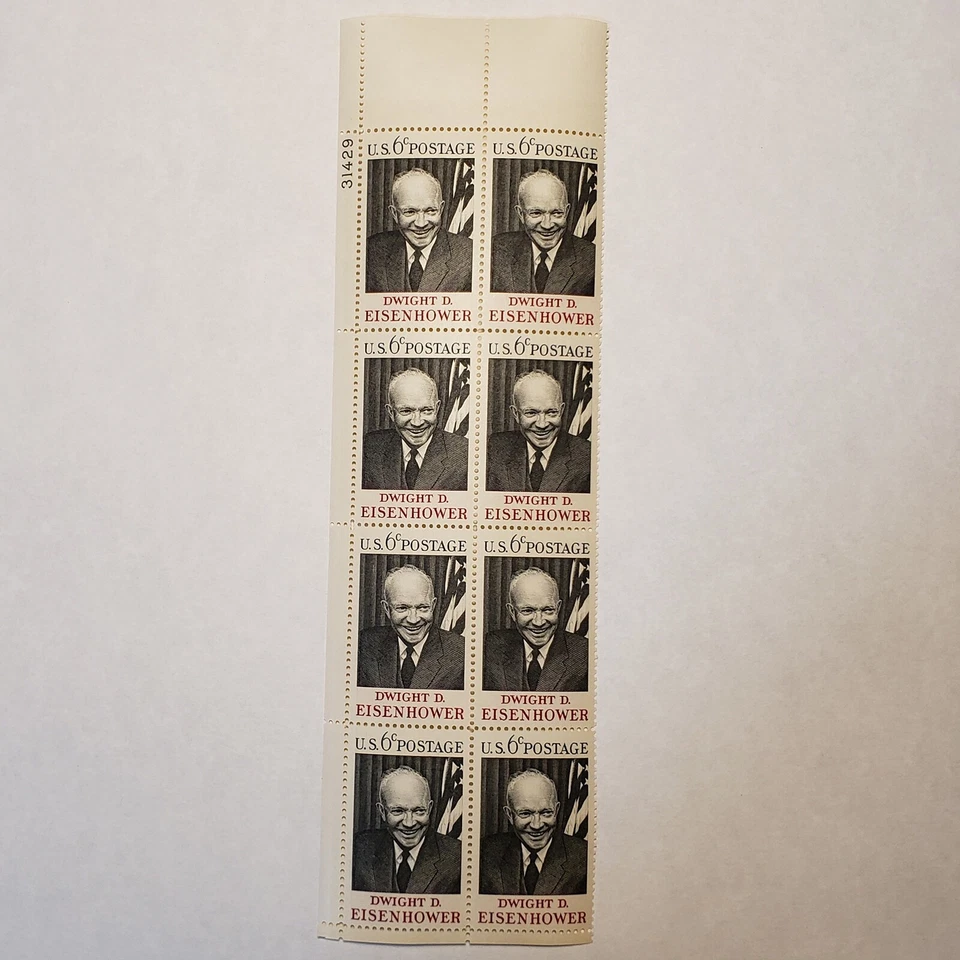 31429
U.S. 6c POSTAGE
DWIGHT D.
EISENHOWER
U.S. 6c POSTAGE
DWIGHT D.
EISENHOWER
U.S. 6c POSTAGE
DWIGHT D.
EISENHOWER
U.S. 6c POSTAGE
DWIGHT D.
EISENHOWER
U.S. 6c POSTAGE
DWIGHT D.
EISENHOWER
U.S. 6c POSTAGE
DWIGHT D.
EISENHOWER
U.S. 6c POSTAGE
DWIGHT D.
EISENHOWER
U.S. 6c POSTAGE
DWIGHT D.
EISENHOWER